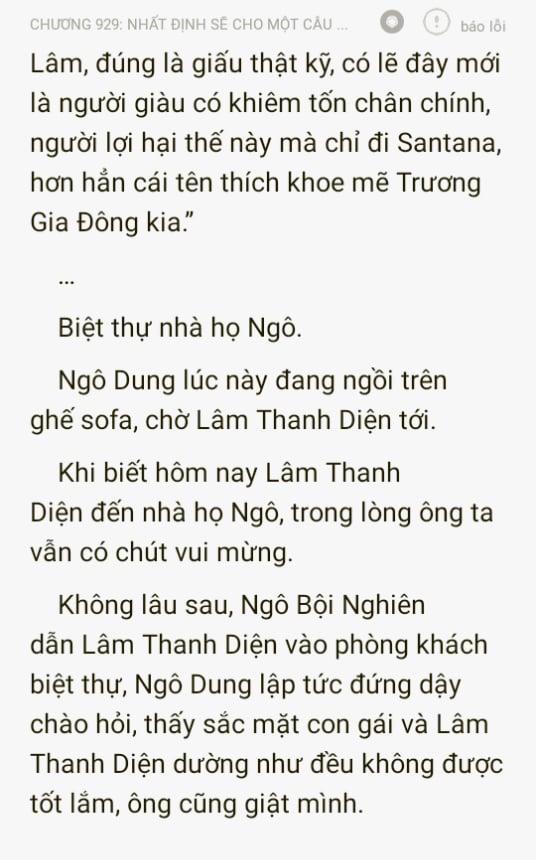 CHƯƠNG 929: NHẤT ĐỊNH SẼ CHO MỘT CÂU ...
báo lỗi
Lâm, đúng là giấu thật kỹ, có lẽ đây mới
là người giàu có khiêm tốn chân chính,
người lợi hại thế này mà chỉ đi Santana,
hơn hẳn cái tên thích khoe mẽ Trương
Gia Đông kia.”
...
Biệt thự nhà họ Ngô.
Ngô Dung lúc này đang ngồi trên
ghế sofa, chờ Lâm Thanh Diện tới.
Khi biết hôm nay Lâm Thanh
Diện đến nhà họ Ngô, trong lòng ông ta
vẫn có chút vui mừng.
Không lâu sau, Ngô Bội Nghiên
dẫn Lâm Thanh Diện vào phòng khách
biệt thự, Ngô Dung lập tức đứng dậy
chào hỏi, thấy sắc mặt con gái và Lâm
Thanh Diện dường như đều không được
tốt lắm, ông cũng giật mình.